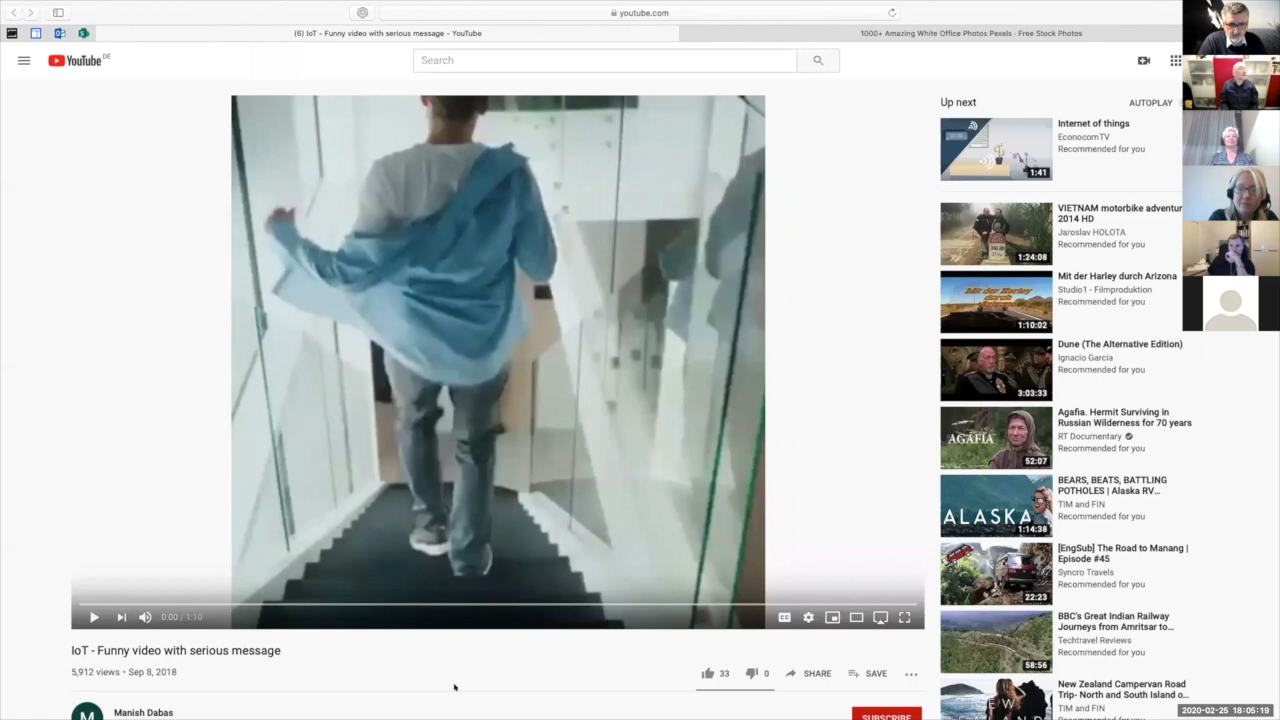 youtube.com
(6) IoT - Funny video with serious message - YouTube
1000+ Amazing White Office Photos Pexels · Free Stock Photos
YouTube DE
Search
Up next
AUTOPLAY
Internet of things
EconocomTV
Recommended for you
1:41
VIETNAM motorbike adventur
2014 HD
Jaroslav HOLOTA
Recommended for you
1:24:08
Mit der Harley durch Arizona
Studio1 - Filmproduktion
Recommended for you
Mit der Harley
durch
Arizona
1:10:02
Dune (The Alternative Edition)
Ignacio Garcia
Recommended for you
3:03:33
Agafia. Hermit Surviving in
Russian Wilderness for 70 years
RT Documentary
Recommended for you
AGAFIA
52:07
BEARS, BEATS, BATTLING
POTHOLES | Alaska RV...
TIM and FIN
Recommended for you
ALASKA
1:14:38
[EngSub] The Road to Manang |
Episode #45
Syncro Travels
Recommended for you
22:23
BBC's Great Indian Railway
Journeys from Amritsar to...
Techtravel Reviews
Recommended for you
58:56
New Zealand Campervan Road
Trip- North and South Island o...
TIM and FIN
NEW
0:00 / 1:10
CC
IoT - Funny video with serious message
5,912 views • Sep 8, 2018
33
0
SHARE
SAVE
M
Manish Dabas
SUBSCRIBE
2020-02-25 18:05:19